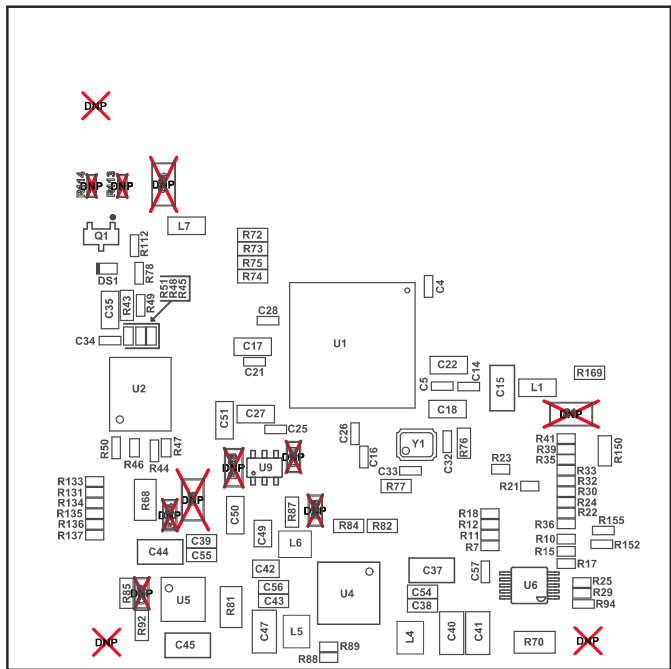 DNP
DNP
DNP
DNP
L7
Q1
R112
R72
R73
R75
R74
DS1
R78
R51
R48
R45
C4
C35
R43
R49
C28
C34
C17
C21
U1
U2
C22
C5
C14
C15
L1
R169
C51
C27
C25
C18
DNP
R50
R46
R44
R47
C26
C16
Y1
C32
R76
C33
R77
R41
R39
R35
R150
DNP
U9
DNP
R23
R33
R32
R30
R24
R22
R21
R133
R131
R134
R135
R136
R137
R68
DNP
DNP
C50
R87
DNP
R84
R82
R18
R12
R11
R7
R36
R155
R10
R152
R15
R17
C44
C39
C55
C49
L6
C42
C56
C43
C37
C54
C38
C57
U6
R25
R29
R94
R85
DNP
U5
R81
U4
R92
C45
C47
L5
R89
R88
L4
C40
C41
R70
DNP
DNP